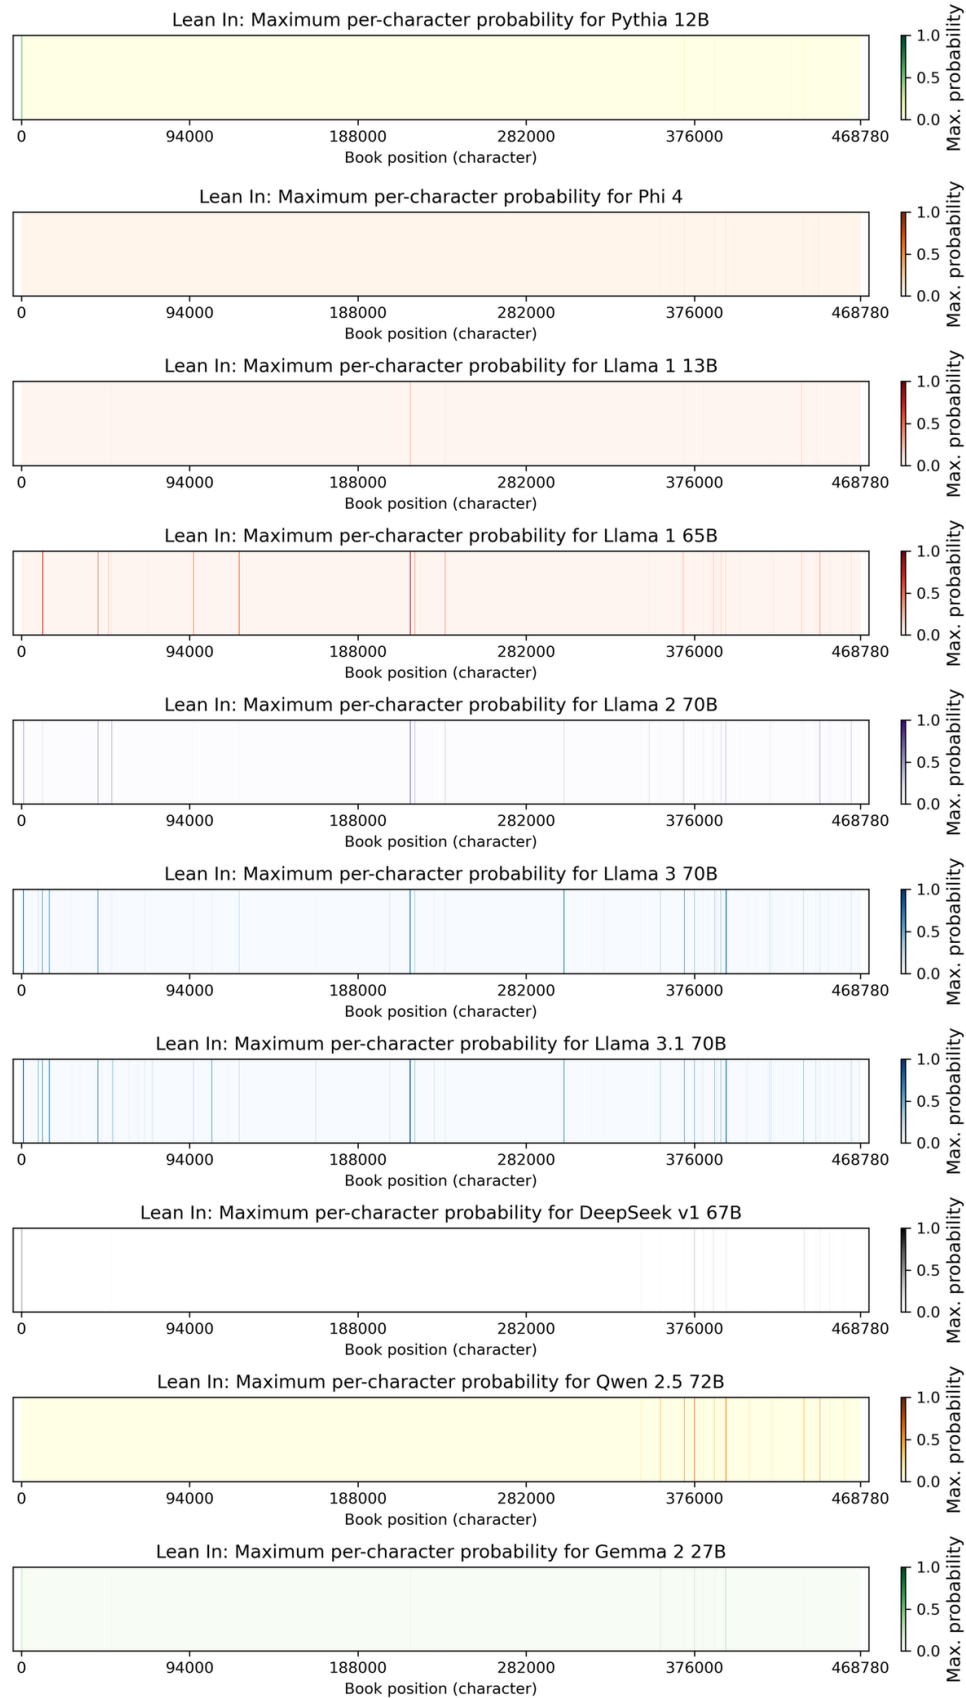 Lean In: Maximum per-character probability for Pythia 12B
1.0
0.5
0.0
Max. probability
0 94000 188000 282000 376000 468780
Book position (character)
Lean In: Maximum per-character probability for Phi 4
1.0
0.5
0.0
Max. probability
0 94000 188000 282000 376000 468780
Book position (character)
Lean In: Maximum per-character probability for Llama 1 13B
1.0
0.5
0.0
Max. probability
0 94000 188000 282000 376000 468780
Book position (character)
Lean In: Maximum per-character probability for Llama 1 65B
1.0
0.5
0.0
Max. probability
0 94000 188000 282000 376000 468780
Book position (character)
Lean In: Maximum per-character probability for Llama 2 70B
1.0
0.5
0.0
Max. probability
0 94000 188000 282000 376000 468780
Book position (character)
Lean In: Maximum per-character probability for Llama 3 70B
1.0
0.5
0.0
Max. probability
0 94000 188000 282000 376000 468780
Book position (character)
Lean In: Maximum per-character probability for Llama 3.1 70B
1.0
0.5
0.0
Max. probability
0 94000 188000 282000 376000 468780
Book position (character)
Lean In: Maximum per-character probability for DeepSeek v1 67B
1.0
0.5
0.0
Max. probability
0 94000 188000 282000 376000 468780
Book position (character)
Lean In: Maximum per-character probability for Qwen 2.5 72B
1.0
0.5
0.0
Max. probability
0 94000 188000 282000 376000 468780
Book position (character)
Lean In: Maximum per-character probability for Gemma 2 27B
1.0
0.5
0.0
Max. probability
0 94000 188000 282000 376000 468780
Book position (character)